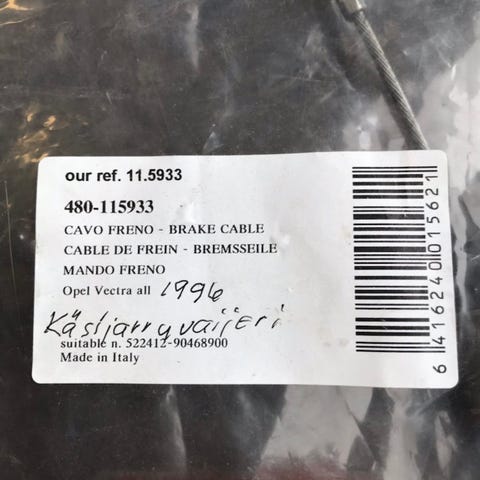 our ref. 11.5933
480-115933
CAVO FRENO - BRAKE CABLE
CABLE DE FREIN - BREMSSEILE
MANDO FRENO
Opel Vectra all 1996
Käsijarruvaijeri
suitable n. 522412-90468900
Made in Italy
6 416240 015621